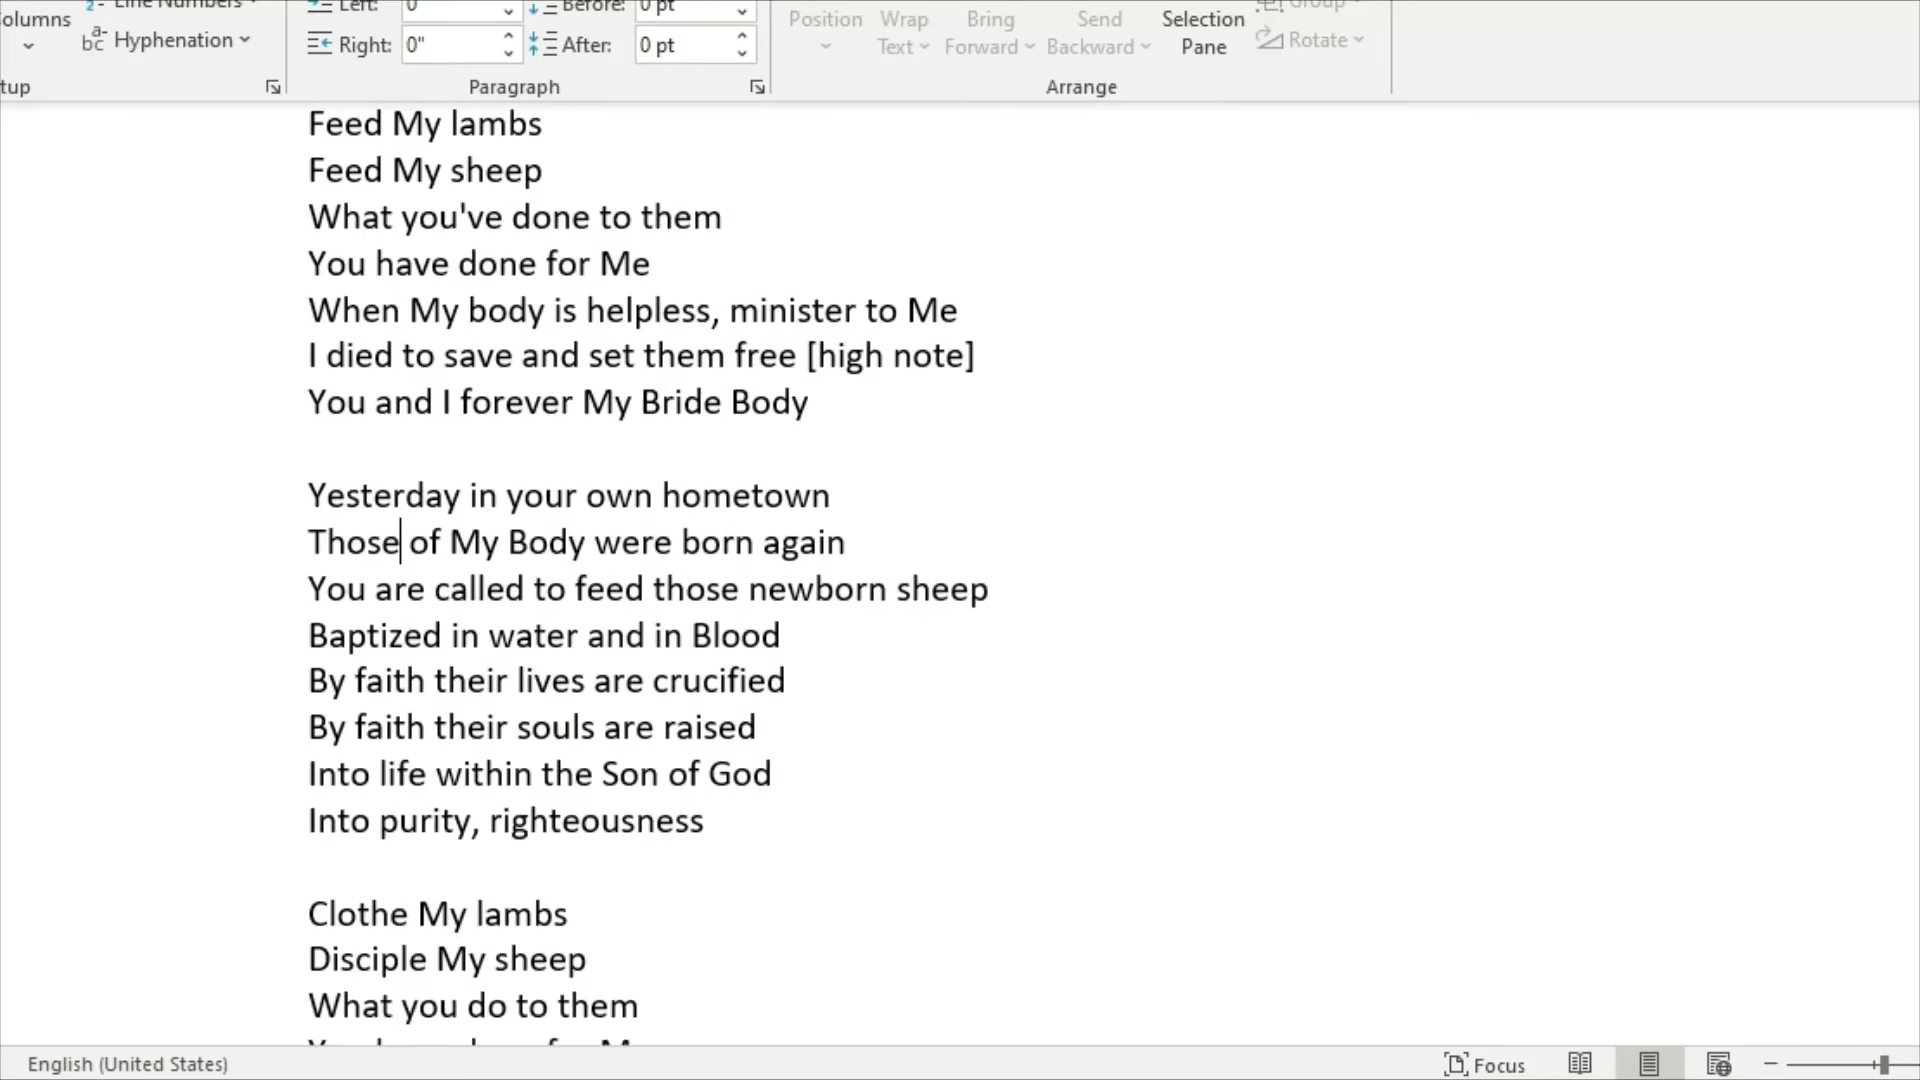 olumns
Hyphenation
tup
Left:
Right: 0"
Before: 0 pt
After: 0 pt
Paragraph
Position
Wrap Text
Bring Forward
Send Backward
Selection Pane
Group
Rotate
Arrange
Feed My lambs
Feed My sheep
What you've done to them
You have done for Me
When My body is helpless, minister to Me
I died to save and set them free [high note]
You and I forever My Bride Body
Yesterday in your own hometown
Those of My Body were born again
You are called to feed those newborn sheep
Baptized in water and in Blood
By faith their lives are crucified
By faith their souls are raised
Into life within the Son of God
Into purity, righteousness
Clothe My lambs
Disciple My sheep
What you do to them
English (United States)
Focus